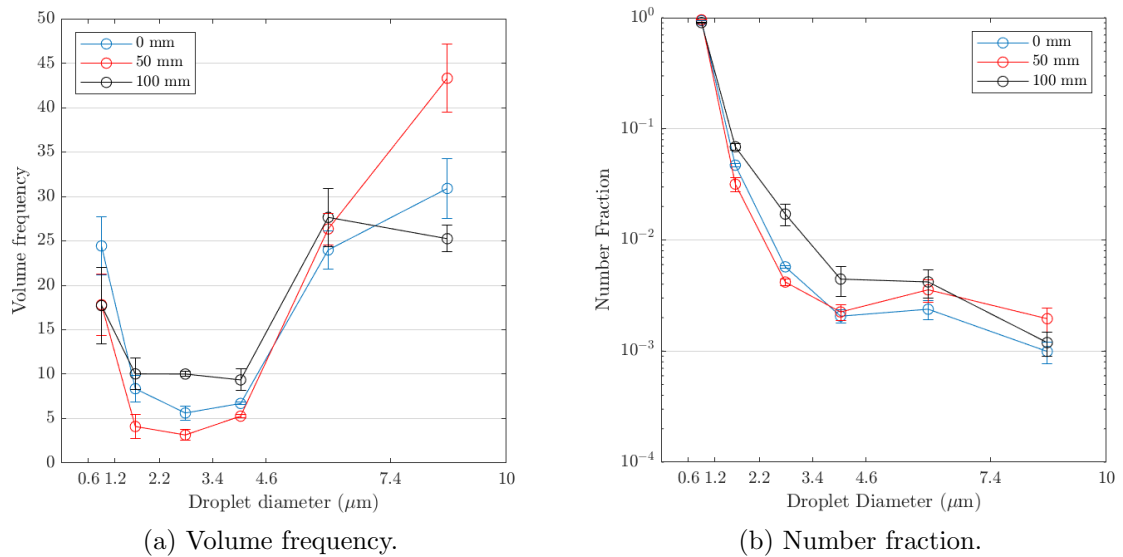 50
45
40
35
30
25
20
15
10
5
0
Volume frequency
0 mm
50 mm
100 mm
0.6 1.2 2.2 3.4 4.6 7.4 10
Droplet diameter (μm)
(a) Volume frequency.
10⁰
10⁻¹
10⁻²
10⁻³
10⁻⁴
Number Fraction
0 mm
50 mm
100 mm
0.6 1.2 2.2 3.4 4.6 7.4 10
Droplet Diameter (μm)
(b) Number fraction.